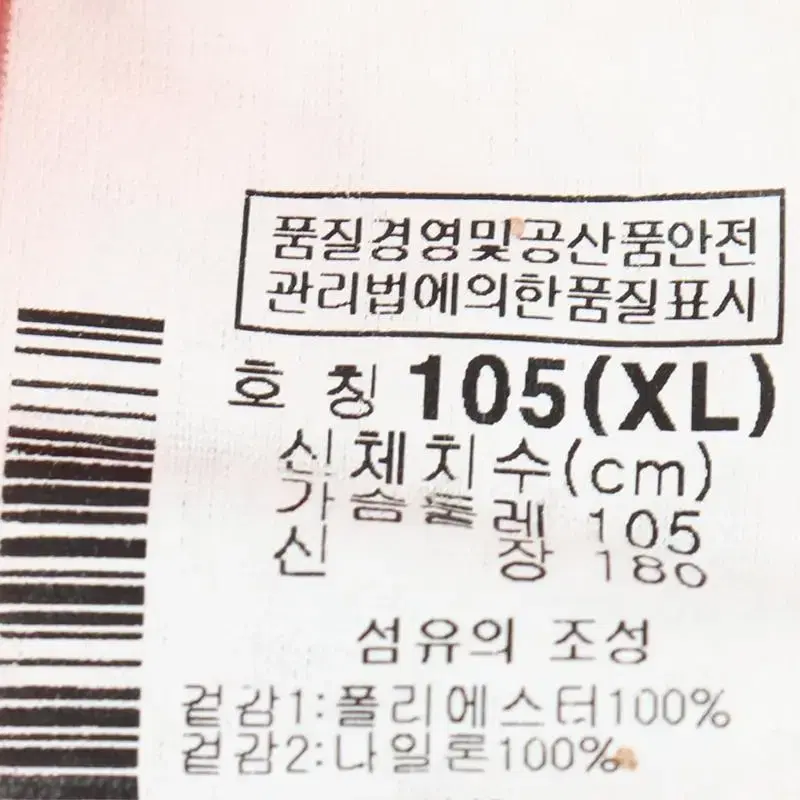 품질경영및공산품안전
관리법에의한품질표시
호 칭 105(XL)
신체치수(cm)
가슴둘레 105
신 장 180
섬유의 조성
겉감1:폴리에스터100%
겉감2:나일론100%